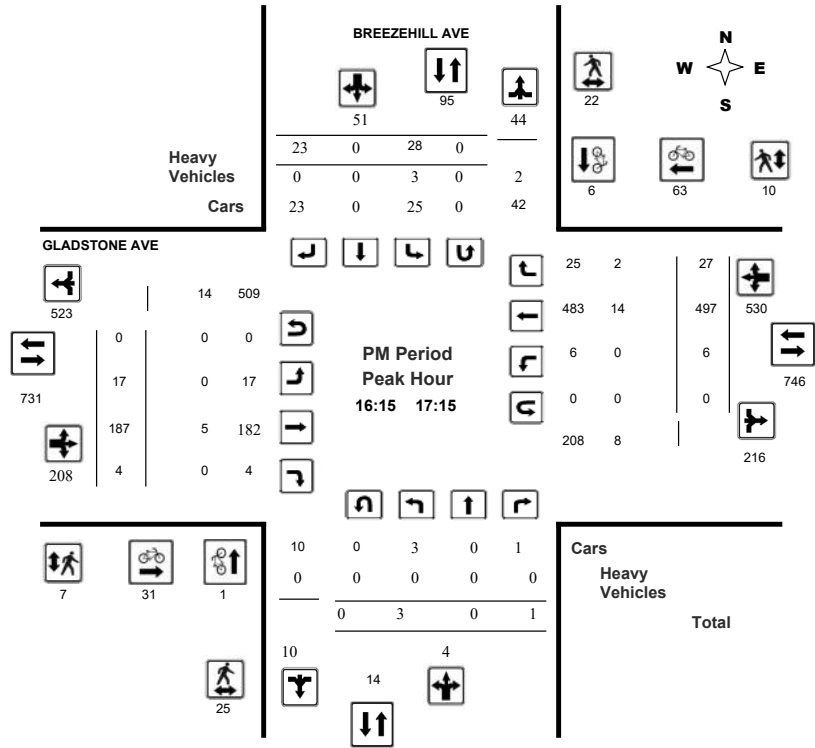 BREEZEHILL AVE
N
W E
S
51
95
44
22
23 0 28 0
Heavy
Vehicles
0 0 3 0 2
Cars
23 0 25 0 42
6
63
10
GLADSTONE AVE
523
14 509
25 2 27
530
0 0 0
483 14 497
731
17 0 17
PM Period
Peak Hour
16:15 17:15
6 0 6
746
187 5 182
0 0 0
208
4 0 4
208 8
216
10 0 3 0 1
Cars
0 0 0 0 0
Heavy
Vehicles
7
31
1
0 3 0 1
Total
10
4
14
25